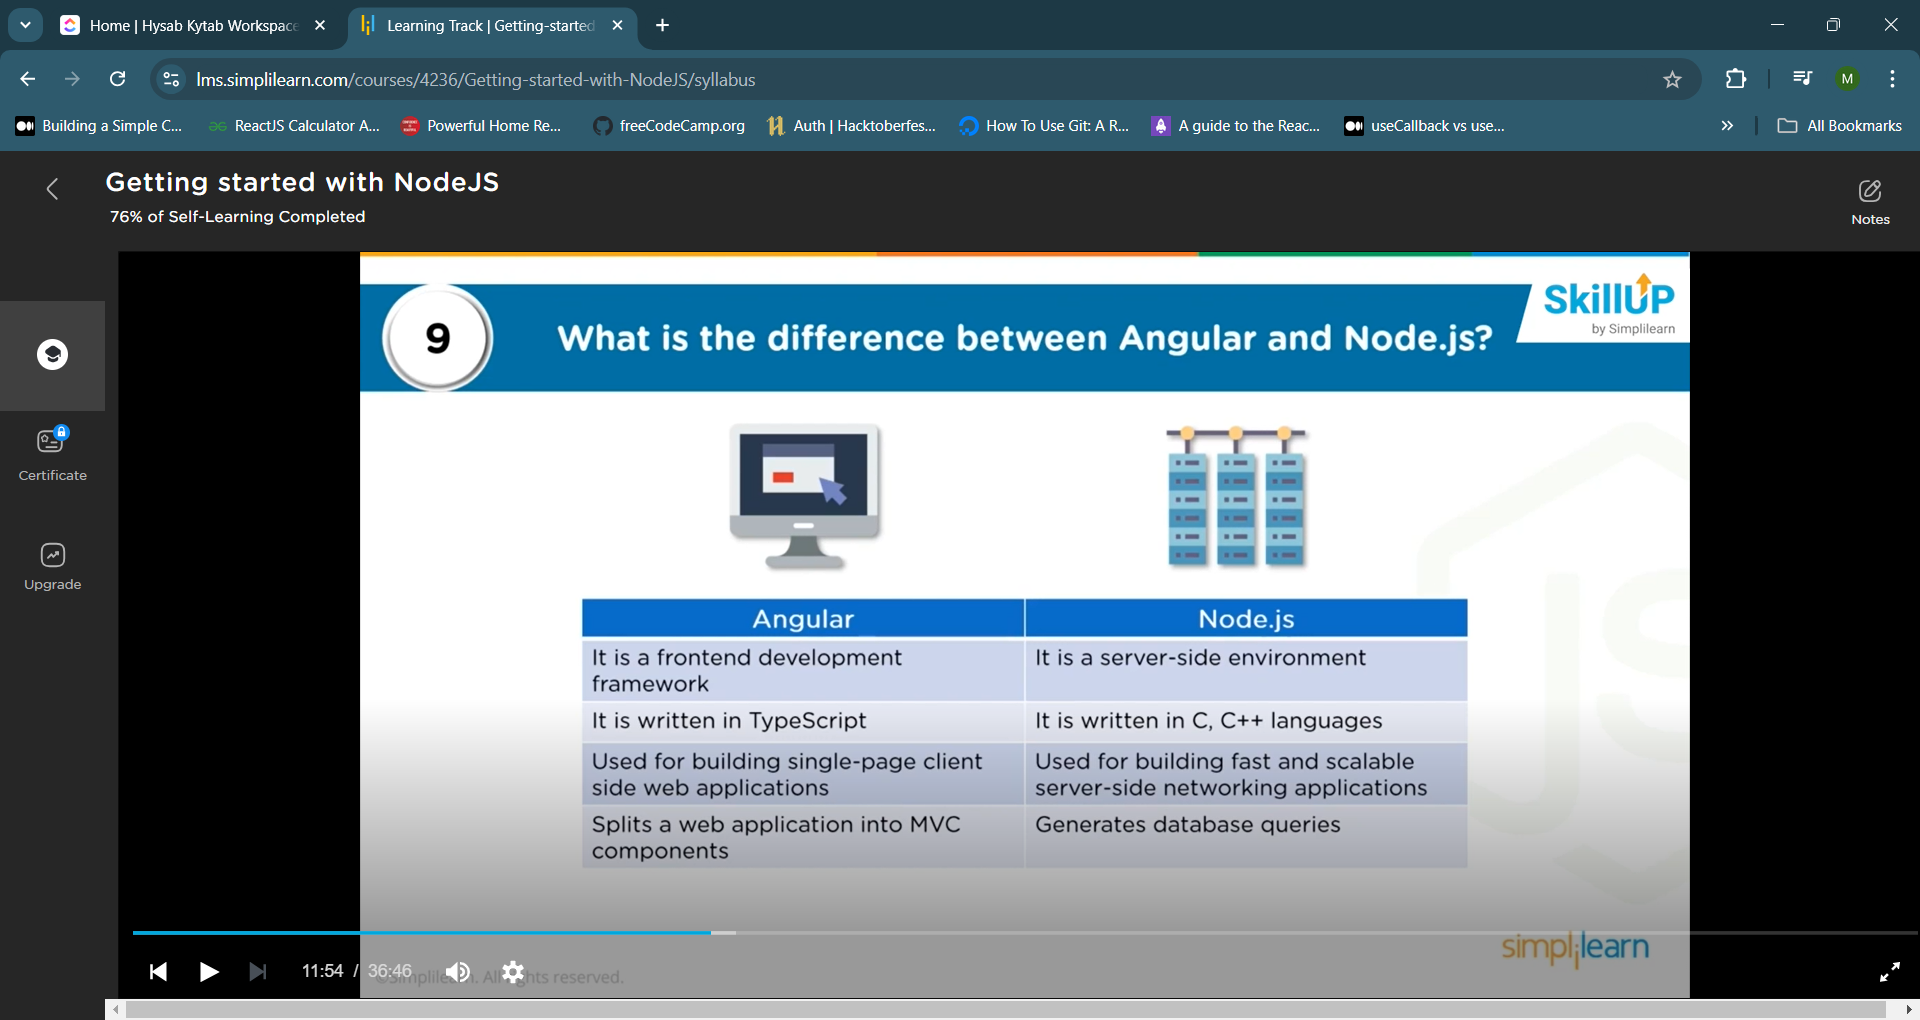 Home | Hysab Kytab Workspace
Learning Track | Getting-started
lms.simplilearn.com/courses/4236/Getting-started-with-NodeJS/syllabus
M
Building a Simple C...
ReactJS Calculator A...
Powerful Home Re...
freeCodeCamp.org
Auth | Hacktoberfes...
How To Use Git: A R...
A guide to the Reac...
useCallback vs use...
All Bookmarks
Getting started with NodeJS
76% of Self-Learning Completed
Notes
Certificate
Upgrade
9
What is the difference between Angular and Node.js?
SkillUP
by Simplilearn
Angular
Node.js
It is a frontend development
framework
It is a server-side environment
It is written in TypeScript
It is written in C, C++ languages
Used for building single-page client
side web applications
Used for building fast and scalable
server-side networking applications
Splits a web application into MVC
components
Generates database queries
JS
simplilearn
11:54 / 36:46
reserved.